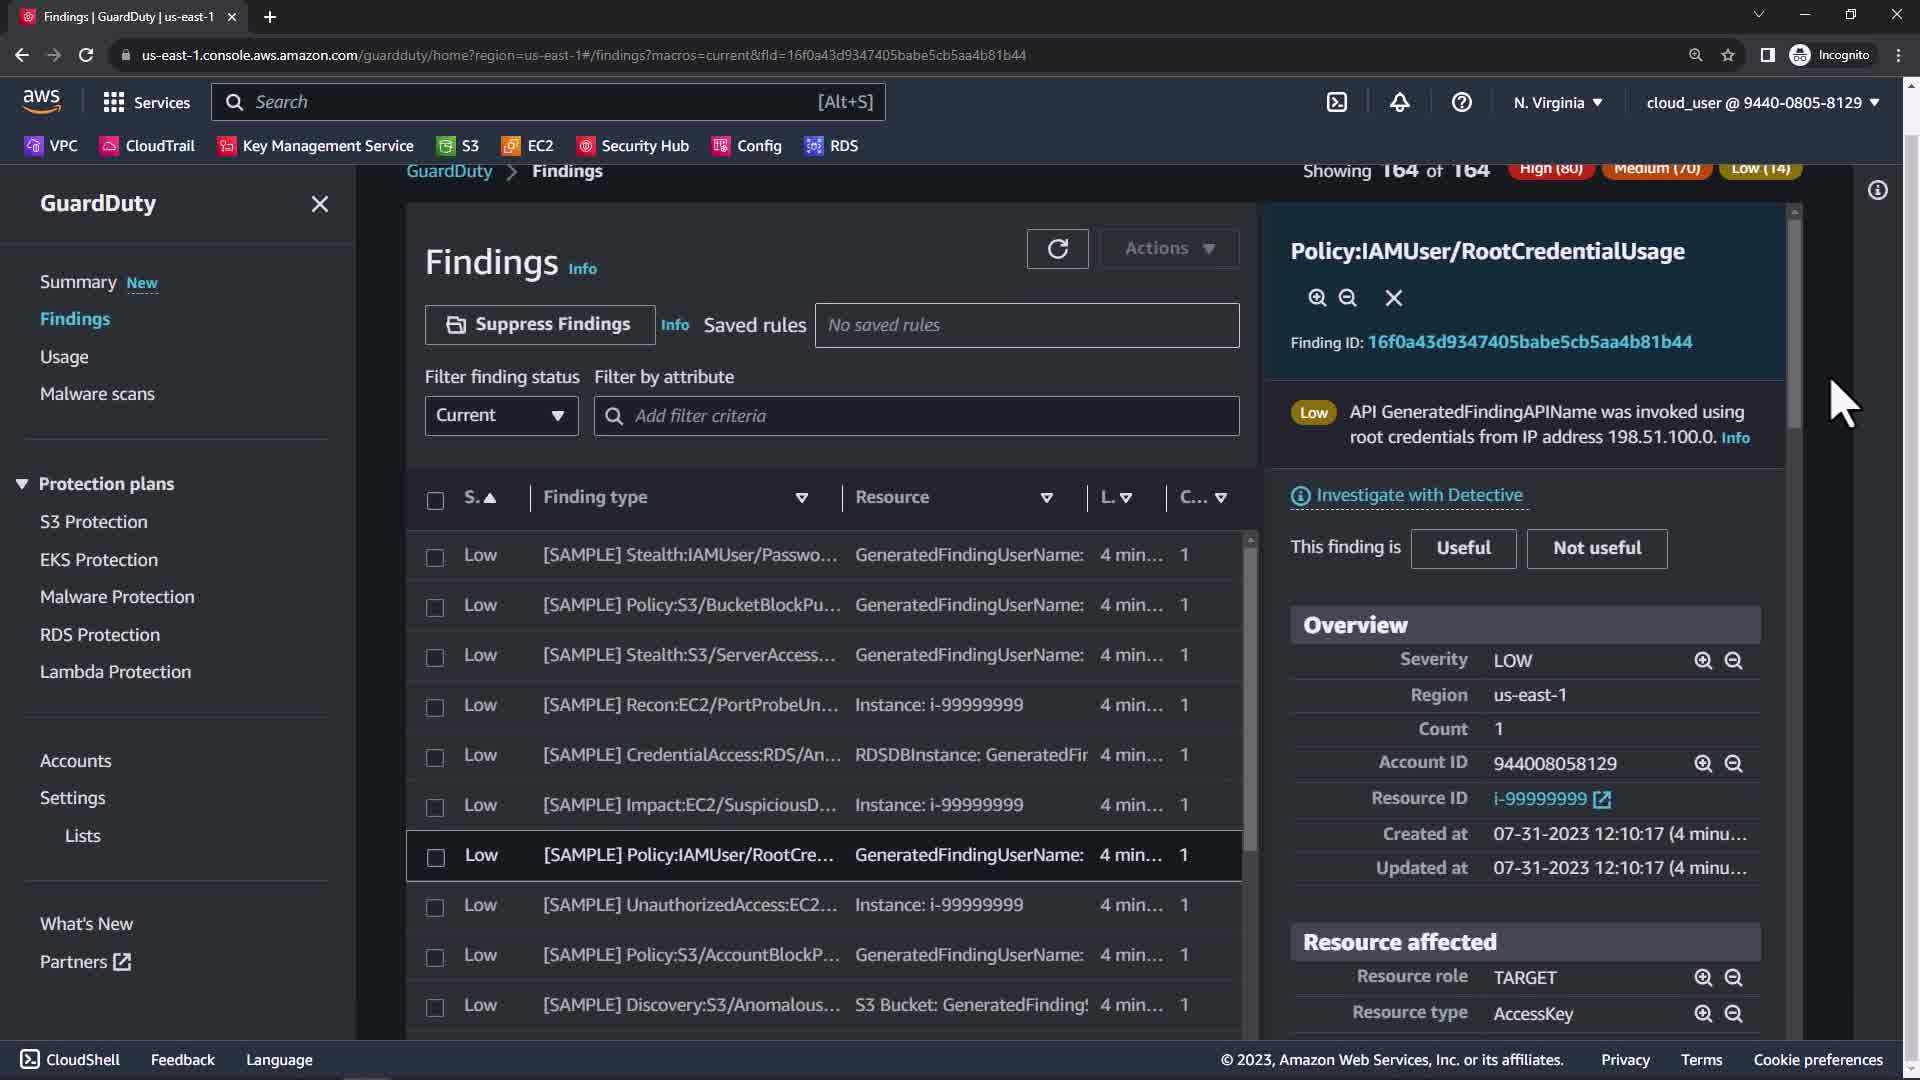 Findings | GuardDuty | us-east-1
us-east-1.console.aws.amazon.com/guardduty/home?region=us-east-1#/findings?macros=current&fId=16f0a43d9347405babe5cb5aa4b81b44
Incognito
aws
Services
Search
[Alt+S]
N. Virginia
cloud_user @ 9440-0805-8129
VPC
CloudTrail
Key Management Service
S3
EC2
Security Hub
Config
RDS
GuardDuty
Summary New
Findings
Usage
Malware scans
Protection plans
S3 Protection
EKS Protection
Malware Protection
RDS Protection
Lambda Protection
Accounts
Settings
Lists
What's New
Partners
GuardDuty > Findings
Showing 164 of 164
High (80)
Medium (70)
Low (14)
Findings Info
Actions
Suppress Findings
Info
Saved rules
No saved rules
Filter finding status
Filter by attribute
Current
Add filter criteria
S. Finding type Resource L. C...
Low [SAMPLE] Stealth:IAMUser/Passwo... GeneratedFindingUserName: 4 min... 1
Low [SAMPLE] Policy:S3/BucketBlockPu... GeneratedFindingUserName: 4 min... 1
Low [SAMPLE] Stealth:S3/ServerAccess... GeneratedFindingUserName: 4 min... 1
Low [SAMPLE] Recon:EC2/PortProbeUn... Instance: i-99999999 4 min... 1
Low [SAMPLE] CredentialAccess:RDS/An... RDSDBInstance: GeneratedFin 4 min... 1
Low [SAMPLE] Impact:EC2/SuspiciousD... Instance: i-99999999 4 min... 1
Low [SAMPLE] Policy:IAMUser/RootCre... GeneratedFindingUserName: 4 min... 1
Low [SAMPLE] UnauthorizedAccess:EC2... Instance: i-99999999 4 min... 1
Low [SAMPLE] Policy:S3/AccountBlockP... GeneratedFindingUserName: 4 min... 1
Low [SAMPLE] Discovery:S3/Anomalous... S3 Bucket: GeneratedFindingS 4 min... 1
Policy:IAMUser/RootCredentialUsage
Finding ID: 16f0a43d9347405babe5cb5aa4b81b44
Low
API GeneratedFindingAPIName was invoked using
root credentials from IP address 198.51.100.0. Info
Investigate with Detective
This finding is
Useful
Not useful
Overview
Severity LOW
Region us-east-1
Count 1
Account ID 944008058129
Resource ID i-99999999
Created at 07-31-2023 12:10:17 (4 minu...
Updated at 07-31-2023 12:10:17 (4 minu...
Resource affected
Resource role TARGET
Resource type AccessKey
CloudShell
Feedback
Language
© 2023, Amazon Web Services, Inc. or its affiliates.
Privacy
Terms
Cookie preferences